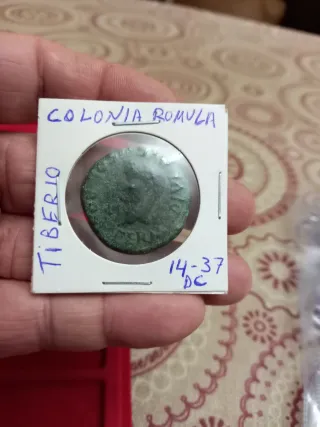 COLONIA ROMULA
TIBERIO
14-37
DC